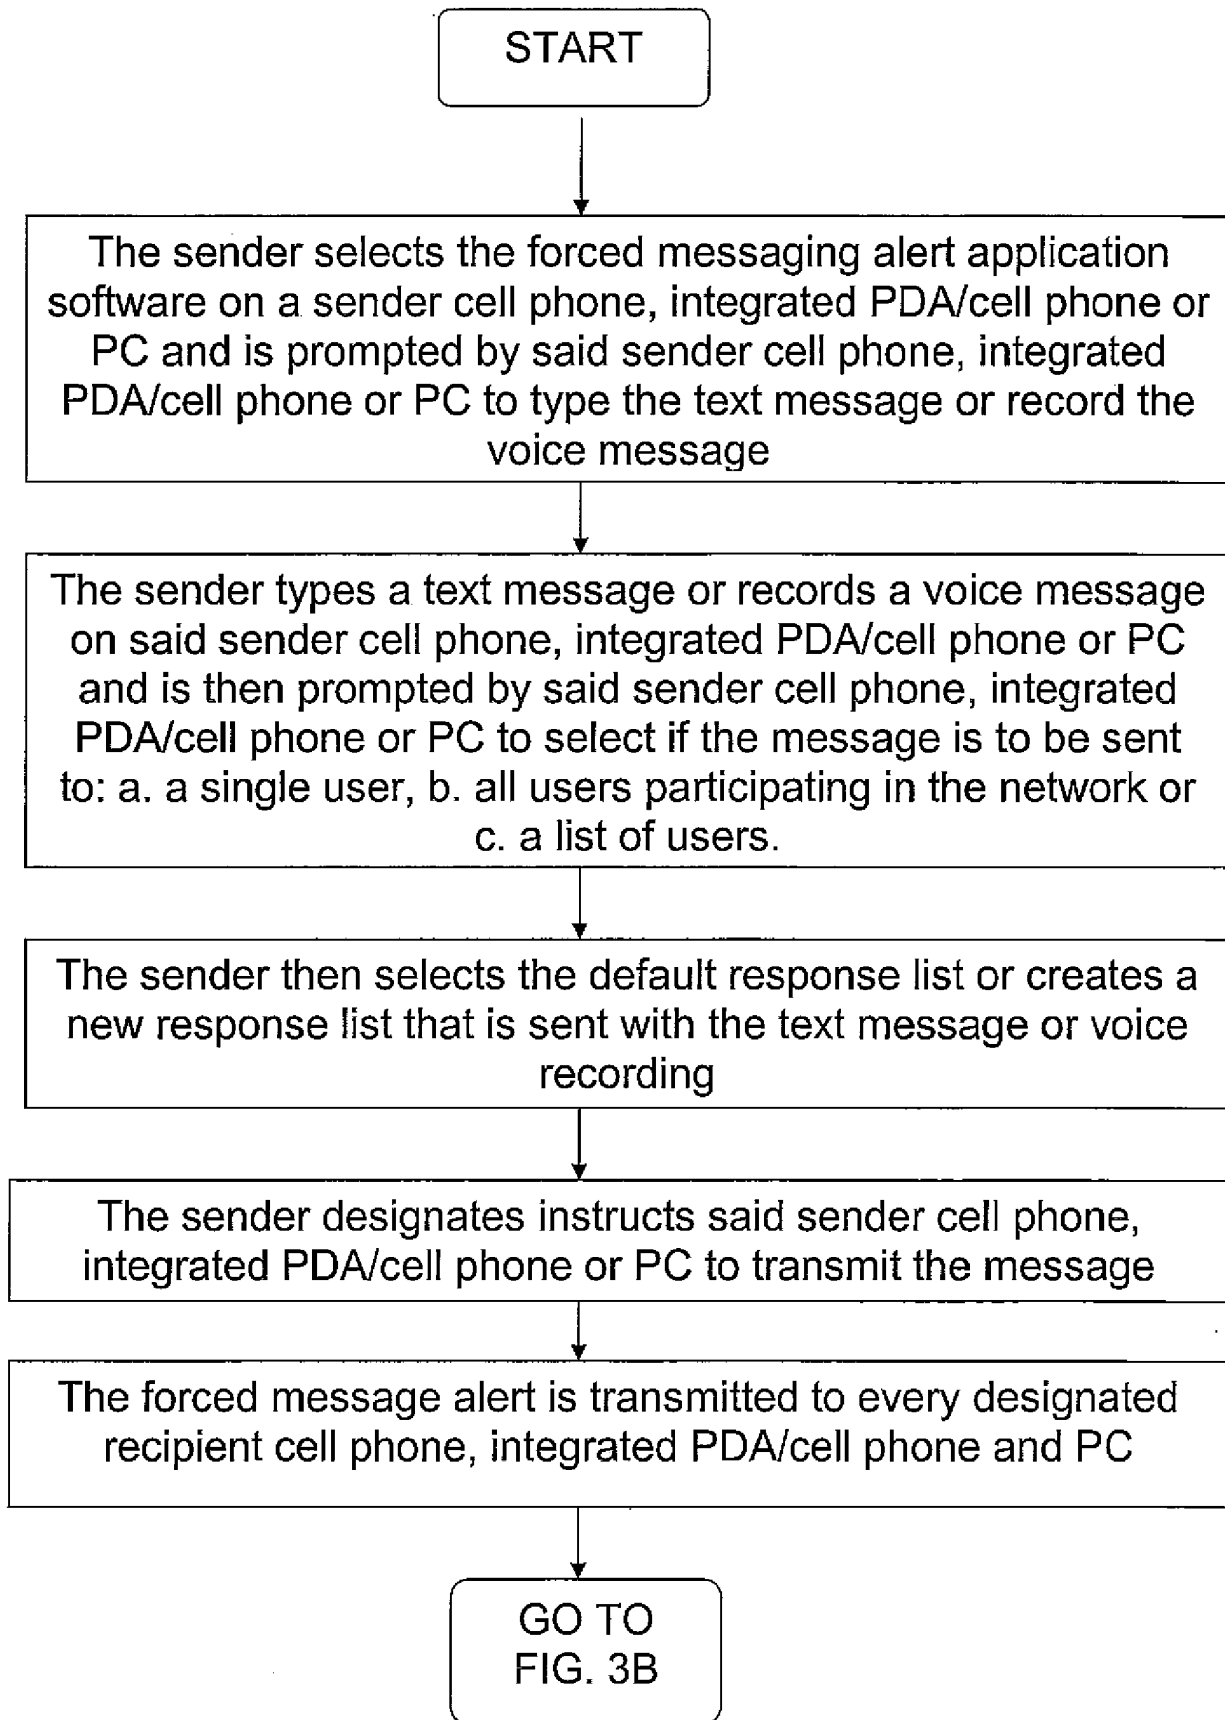 START
The sender selects the forced messaging alert application
software on a sender cell phone, integrated PDA/cell phone or
PC and is prompted by said sender cell phone, integrated
PDA/cell phone or PC to type the text message or record the
voice message
The sender types a text message or records a voice message
on said sender cell phone, integrated PDA/cell phone or PC
and is then prompted by said sender cell phone, integrated
PDA/cell phone or PC to select if the message is to be sent
to: a. a single user, b. all users participating in the network or
c. a list of users.
The sender then selects the default response list or creates a
new response list that is sent with the text message or voice
recording
The sender designates instructs said sender cell phone,
integrated PDA/cell phone or PC to transmit the message
The forced message alert is transmitted to every designated
recipient cell phone, integrated PDA/cell phone and PC
GO TO
FIG. 3B